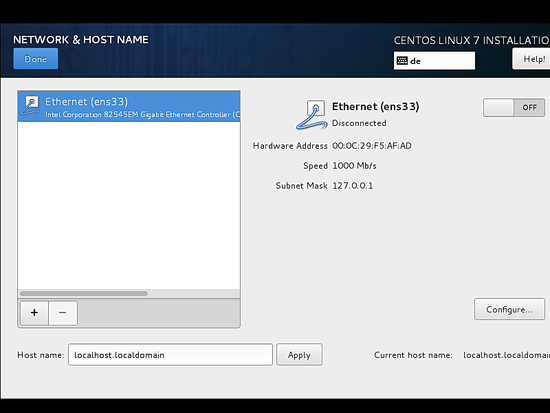 NETWORK & HOST NAME
CENTOS LINUX 7 INSTALLATIO
Done
de
Help!
Ethernet (ens33)
Intel Corporation 82545EM Gigabit Ethernet Controller (C
Ethernet (ens33)
Disconnected
OFF
Hardware Address 00:0C:29:F5:AF:AD
Speed 1000 Mb/s
Subnet Mask 127.0.0.1
+ −
Configure...
Host name: localhost.localdomain Apply Current host name: localhost.localdomai